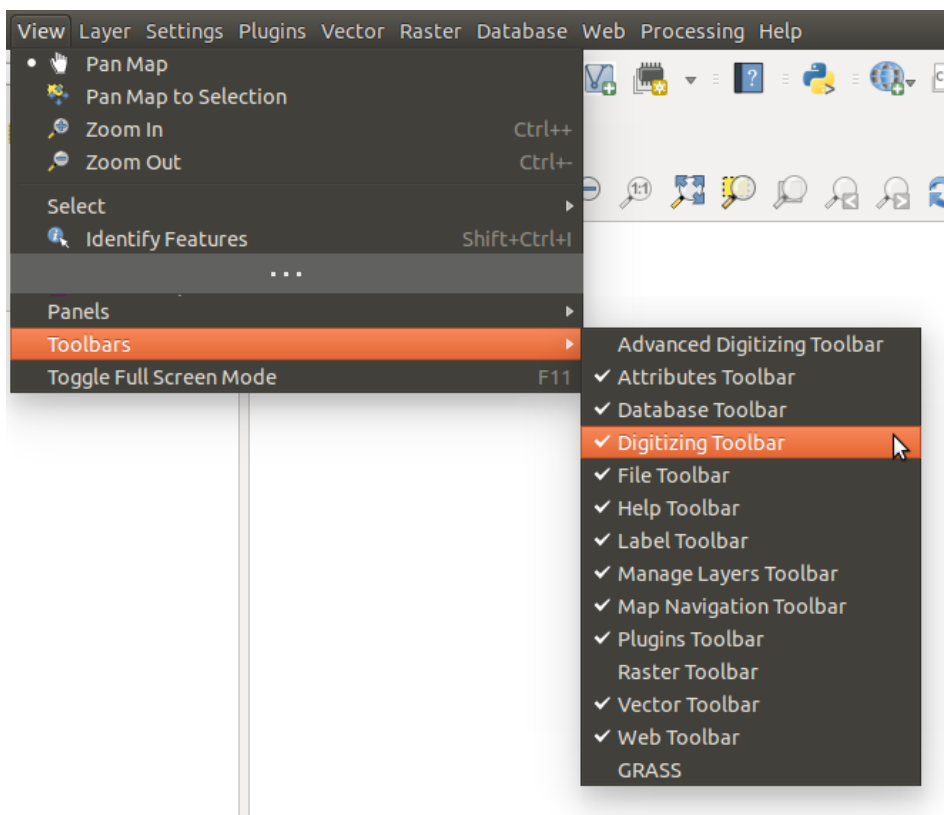 View Layer Settings Plugins Vector Raster Database Web Processing Help
Pan Map
Pan Map to Selection
Zoom In Ctrl++
Zoom Out Ctrl+-
Select
Identify Features Shift+Ctrl+I
...
Panels
Toolbars
Toggle Full Screen Mode F11
Advanced Digitizing Toolbar
Attributes Toolbar
Database Toolbar
Digitizing Toolbar
File Toolbar
Help Toolbar
Label Toolbar
Manage Layers Toolbar
Map Navigation Toolbar
Plugins Toolbar
Raster Toolbar
Vector Toolbar
Web Toolbar
GRASS
?
1:1